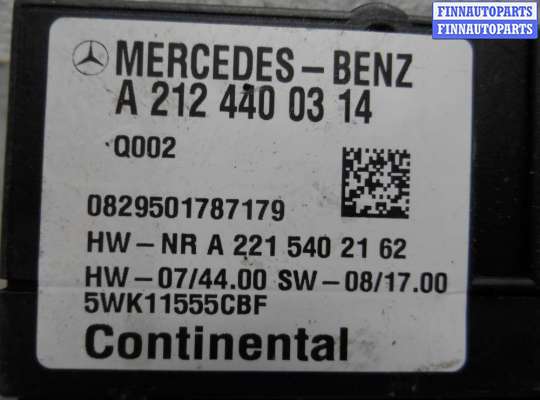 FINNAUTOPARTS
FINNAUTOPARTS
MERCEDES-BENZ
A 212 440 03 14
Q002
0829501787179
HW-NR A 221 540 21 62
HW-07/44.00 SW-08/17.00
5WK11555CBF
Continental